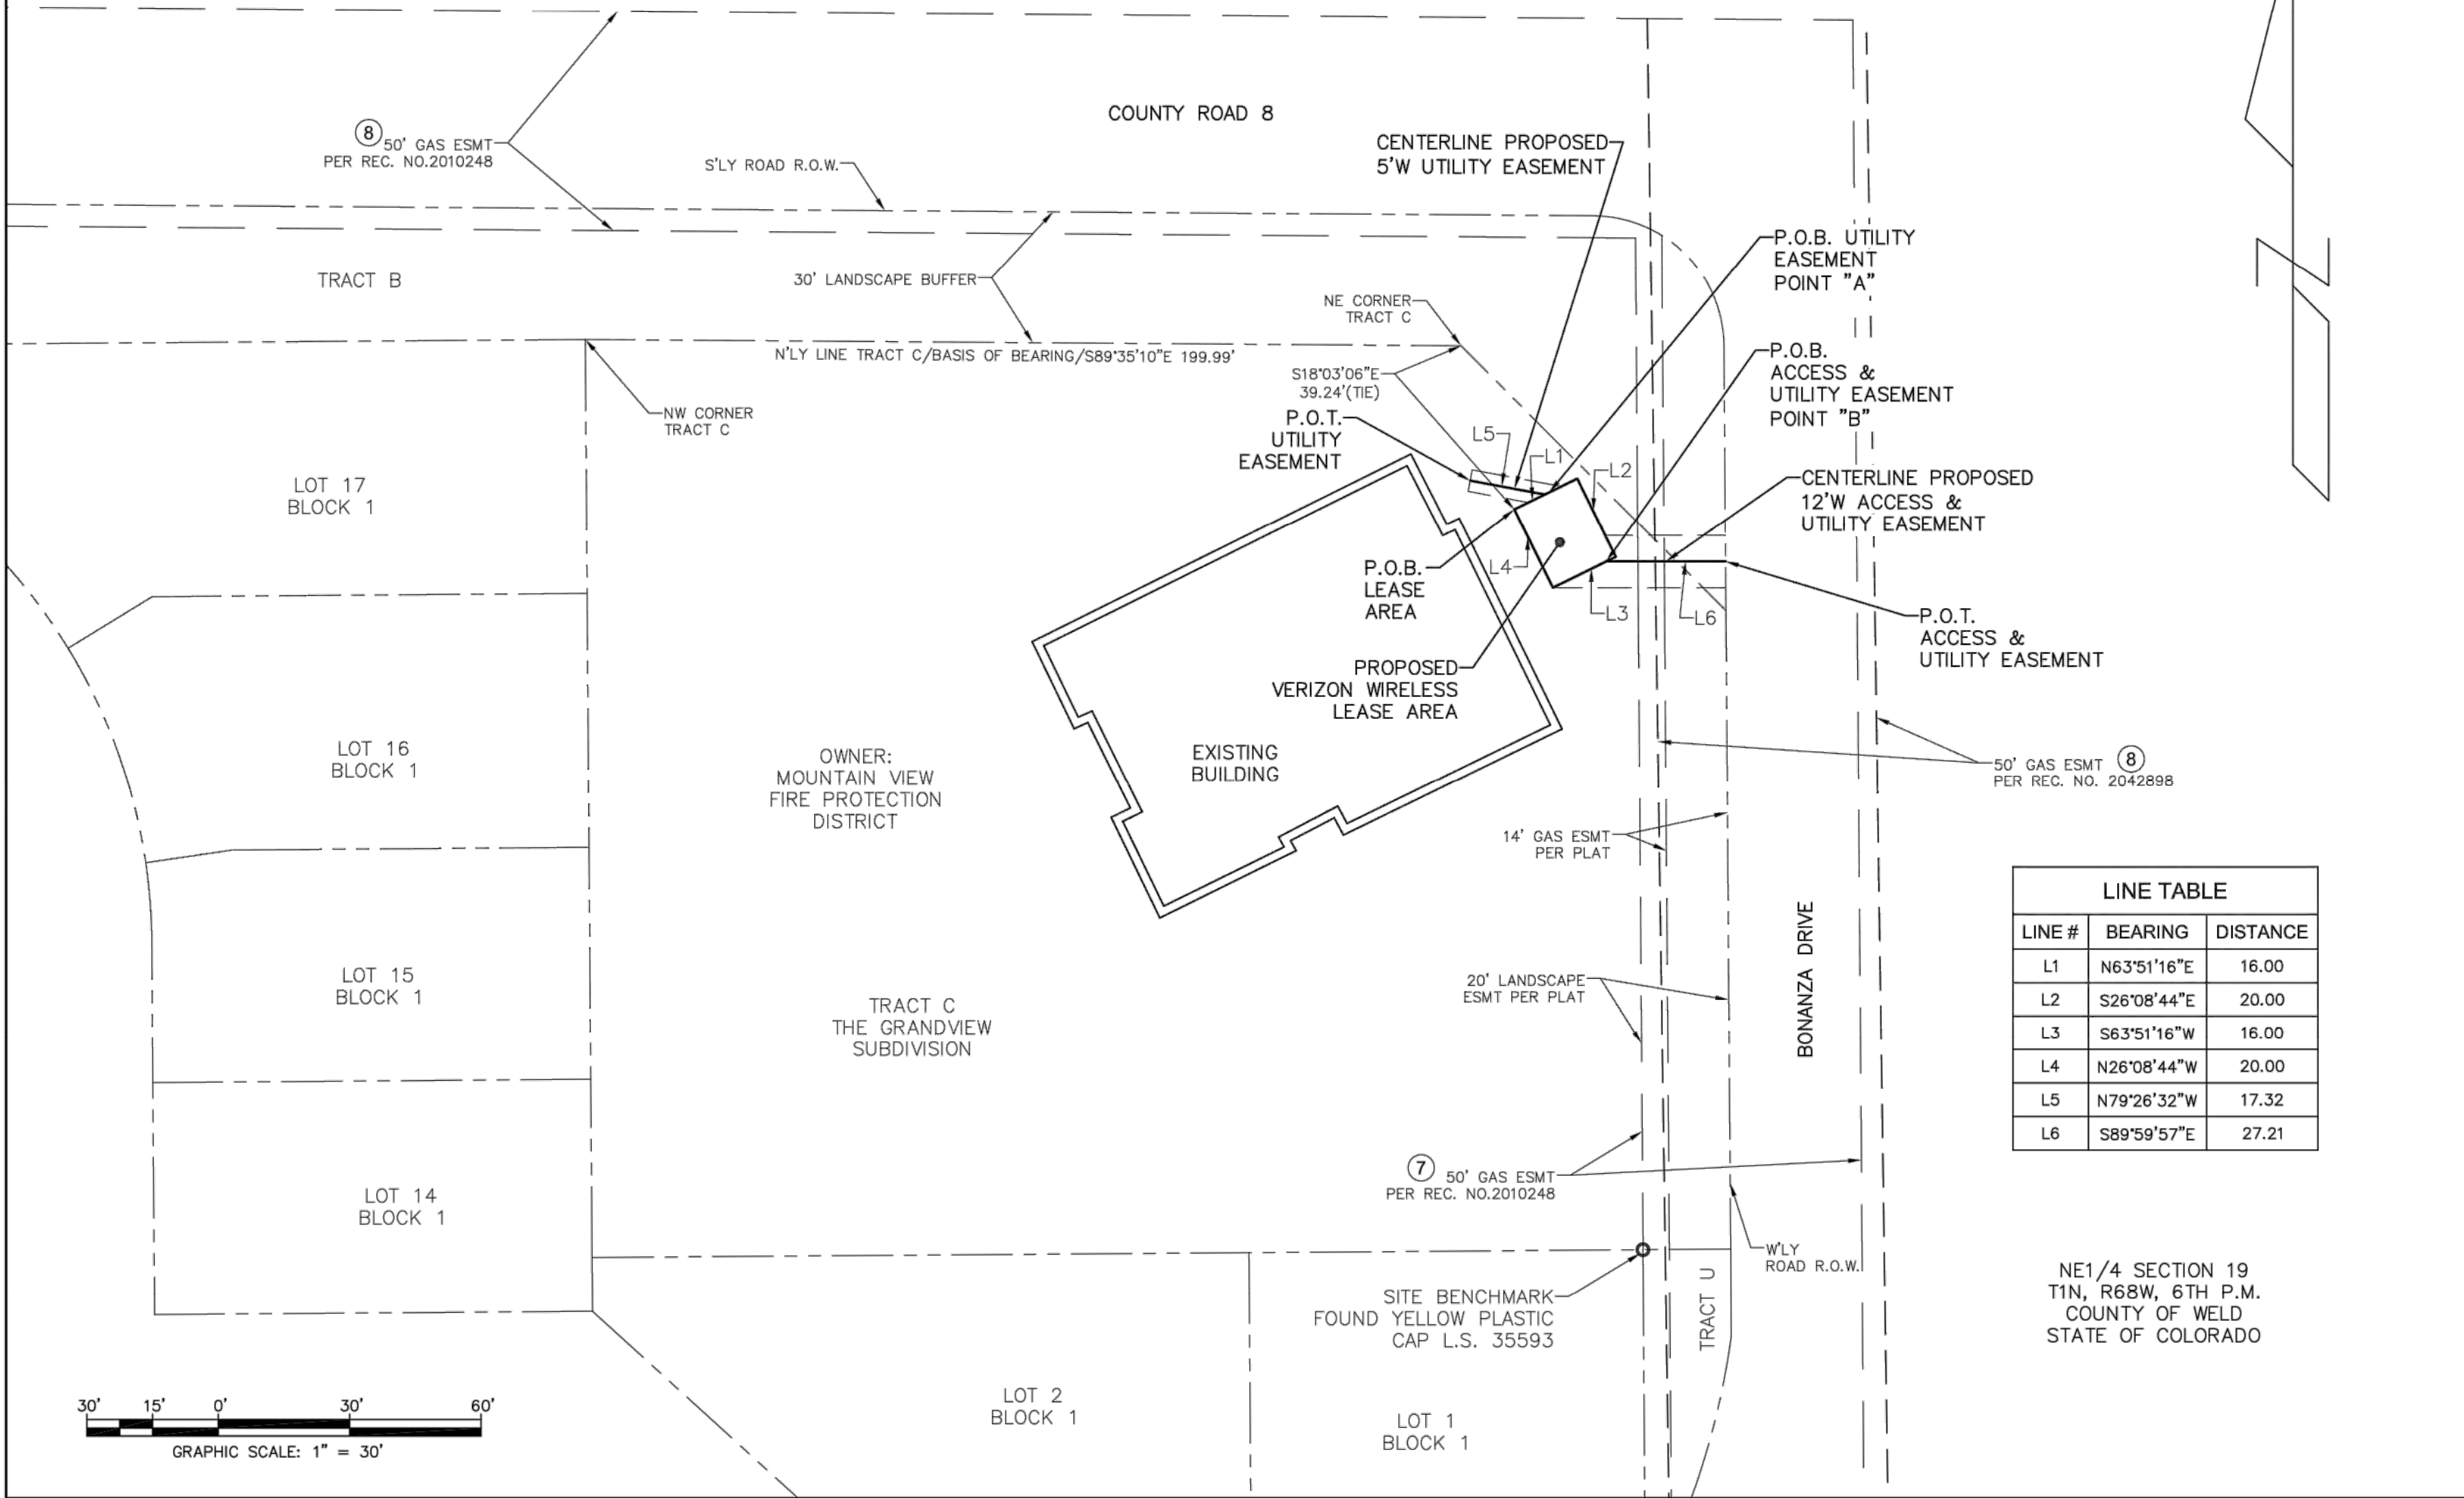 COUNTY ROAD 8
8
50' GAS ESMT
PER REC. NO.2010248
S'LY ROAD R.O.W.
CENTERLINE PROPOSED
5'W UTILITY EASEMENT
P.O.B. UTILITY
EASEMENT
POINT "A"
TRACT B
30' LANDSCAPE BUFFER
NE CORNER
TRACT C
N'LY LINE TRACT C/BASIS OF BEARING/S89°35'10"E 199.99'
P.O.B.
ACCESS &
UTILITY EASEMENT
POINT "B"
S18°03'06"E
39.24'(TIE)
NW CORNER
TRACT C
P.O.T.
UTILITY
EASEMENT
L5
L1
L2
CENTERLINE PROPOSED
12'W ACCESS &
UTILITY EASEMENT
LOT 17
BLOCK 1
P.O.B.
LEASE
AREA
L4
L3
L6
P.O.T.
ACCESS &
UTILITY EASEMENT
PROPOSED
VERIZON WIRELESS
LEASE AREA
LOT 16
BLOCK 1
OWNER:
MOUNTAIN VIEW
FIRE PROTECTION
DISTRICT
EXISTING
BUILDING
50' GAS ESMT 8
PER REC. NO. 2042898
14' GAS ESMT
PER PLAT
LINE TABLE
LINE # BEARING DISTANCE
L1 N63°51'16"E 16.00
L2 S26°08'44"E 20.00
L3 S63°51'16"W 16.00
L4 N26°08'44"W 20.00
L5 N79°26'32"W 17.32
L6 S89°59'57"E 27.21
BONANZA DRIVE
LOT 15
BLOCK 1
20' LANDSCAPE
ESMT PER PLAT
TRACT C
THE GRANDVIEW
SUBDIVISION
7 50' GAS ESMT
PER REC. NO.2010248
LOT 14
BLOCK 1
W'LY
ROAD R.O.W.
TRACT U
SITE BENCHMARK
FOUND YELLOW PLASTIC
CAP L.S. 35593
NE1/4 SECTION 19
T1N, R68W, 6TH P.M.
COUNTY OF WELD
STATE OF COLORADO
LOT 2
BLOCK 1
LOT 1
BLOCK 1
30' 15' 0' 30' 60'
GRAPHIC SCALE: 1" = 30'
Z